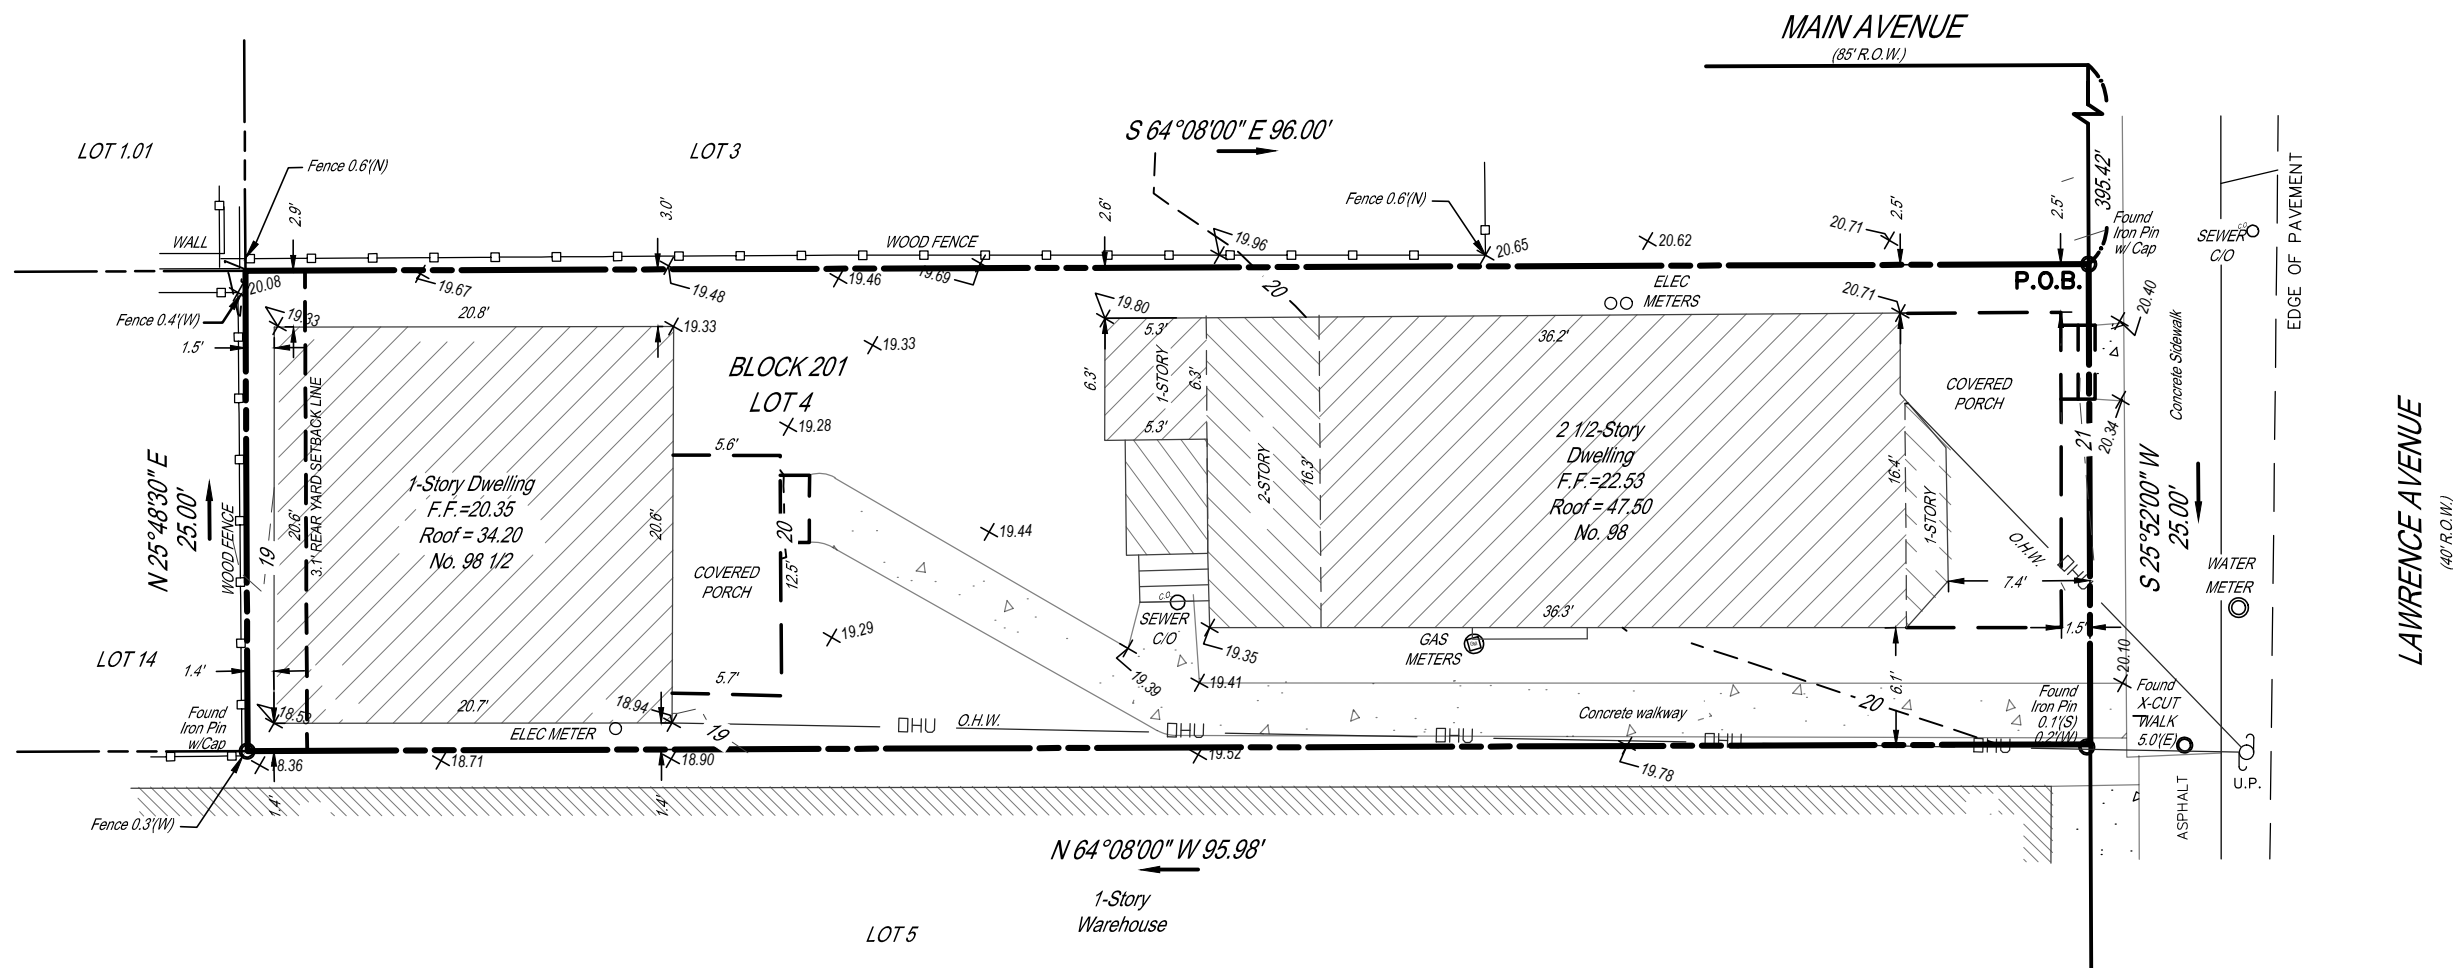 MAIN AVENUE
(85' R.O.W.)
S 64°08'00" E 96.00'
LOT 1.01
LOT 3
Fence 0.6'(N)
Fence 0.6'(N)
395.42'
EDGE OF PAVEMENT
2.9'
3.0'
2.6'
2.5'
2.5'
Found
Iron Pin
w/ Cap
SEWER
C/O
C.O.
WALL
WOOD FENCE
19.96
20.65
20.62
20.71
20.08
19.67
19.48
19.46
19.69
20
ELEC
METERS
20.71
P.O.B.
20.40
Fence 0.4'(W)
19.33
20.8'
19.33
19.80
5.3'
36.2'
1.5'
19.33
BLOCK 201
LOT 4
19.28
6.3'
1-STORY
6.3'
5.3'
COVERED
PORCH
Concrete Sidewalk
21
20.34
3.1' REAR YARD SETBACK LINE
5.6'
2-STORY
16.3'
2 1/2-Story
Dwelling
F.F.=22.53
Roof = 47.50
No. 98
16.4'
1-STORY
LAWRENCE AVENUE
(40' R.O.W.)
N 25°48'30" E
25.00'
WOOD FENCE
19
20.6'
1-Story Dwelling
F.F.=20.35
Roof = 34.20
No. 98 1/2
20.6'
20
12.5'
19.44
O.H.W.
HU
S 25°52'00" W
25.00'
COVERED
PORCH
7.4'
WATER
METER
C.O.
SEWER
C/O
19.29
36.3'
1.5'
LOT 14
1.4'
5.7'
19.35
GAS
METERS
19.39
19.41
6.1'
20.10
20.7'
18.94
Found
Iron Pin
w/Cap
ELEC METER
19
HU
O.H.W.
HU
HU
Concrete walkway
HU
20
HU
Found
Iron Pin
0.1'(S)
0.2'(W)
Found
X-CUT
WALK
5.0'(E)
18.71
18.90
19.52
19.78
U.P.
1.4'
1.4'
ASPHALT
Fence 0.3'(W)
N 64°08'00" W 95.98'
1-Story
Warehouse
LOT 5